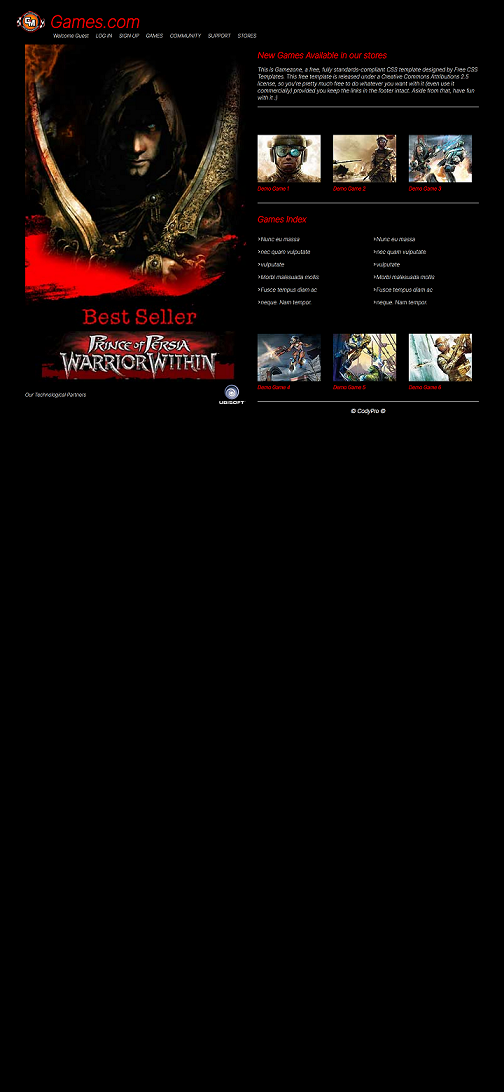 GM
Games.com
Welcome Guest LOG IN SIGN UP GAMES COMMUNITY SUPPORT STORES
Best Seller
PRINCE OF PERSIA
WARRIOR WITHIN
Our Technological Partners
UBISOFT
New Games Available in our stores
This is Gamezone, a free, fully standards-compliant CSS template designed by Free CSS
Templates. This free template is released under a Creative Commons Attributions 2.5
license, so you're pretty much free to do whatever you want with it (even use it
commercially) provided you keep the links in the footer intact. Aside from that, have fun
with it :)
Demo Game 1 Demo Game 2 Demo Game 3
Games Index
>Nunc eu massa >Nunc eu massa
>nec quam vulputate >nec quam vulputate
>vulputate >vulputate
>Morbi malesuada mollis >Morbi malesuada mollis
>Fusce tempus diam ac >Fusce tempus diam ac
>neque. Nam tempor. >neque. Nam tempor.
Demo Game 4 Demo Game 5 Demo Game 6
© CodyPro ©